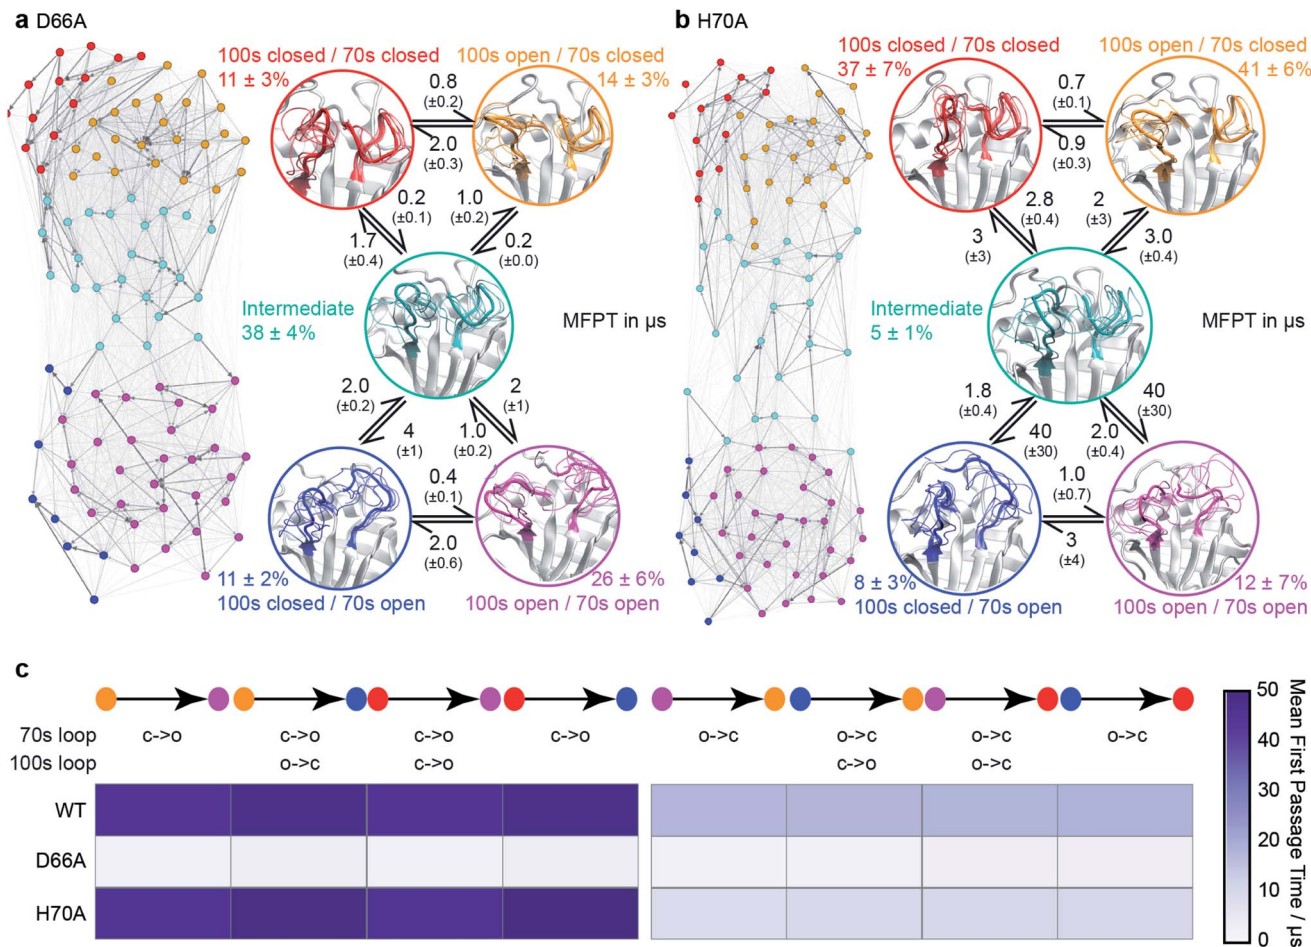 a D66A
100s closed / 70s closed
11 ± 3%
100s open / 70s closed
14 ± 3%
0.8
(±0.2)
2.0
(±0.3)
0.2
(±0.1)
1.7
(±0.4)
1.0
(±0.2)
0.2
(±0.0)
Intermediate
38 ± 4%
MFPT in µs
2.0
(±0.2)
4
(±1)
2
(±1)
1.0
(±0.2)
0.4
(±0.1)
2.0
(±0.6)
11 ± 2%
100s closed / 70s open
26 ± 6%
100s open / 70s open
b H70A
100s closed / 70s closed
37 ± 7%
100s open / 70s closed
41 ± 6%
0.7
(±0.1)
0.9
(±0.3)
2.8
(±0.4)
3
(±3)
2
(±3)
3.0
(±0.4)
Intermediate
5 ± 1%
MFPT in µs
1.8
(±0.4)
40
(±30)
40
(±30)
2.0
(±0.4)
1.0
(±0.7)
3
(±4)
8 ± 3%
100s closed / 70s open
12 ± 7%
100s open / 70s open
c
70s loop c->o c->o c->o c->o o->c o->c o->c o->c
100s loop o->c c->o c->o o->c
WT
D66A
H70A
50
40
30
20
10
0
Mean First Passage Time / µs